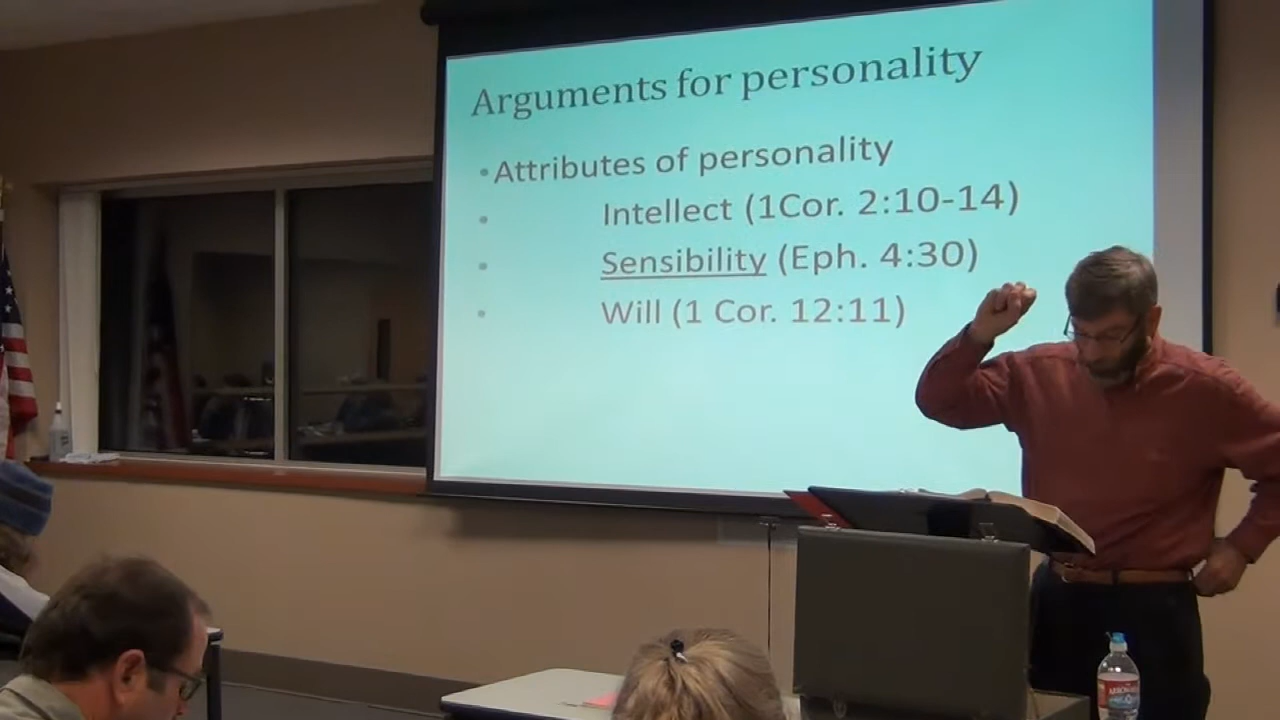 Arguments for personality
•Attributes of personality
• Intellect (1Cor. 2:10-14)
• Sensibility (Eph. 4:30)
• Will (1 Cor. 12:11)